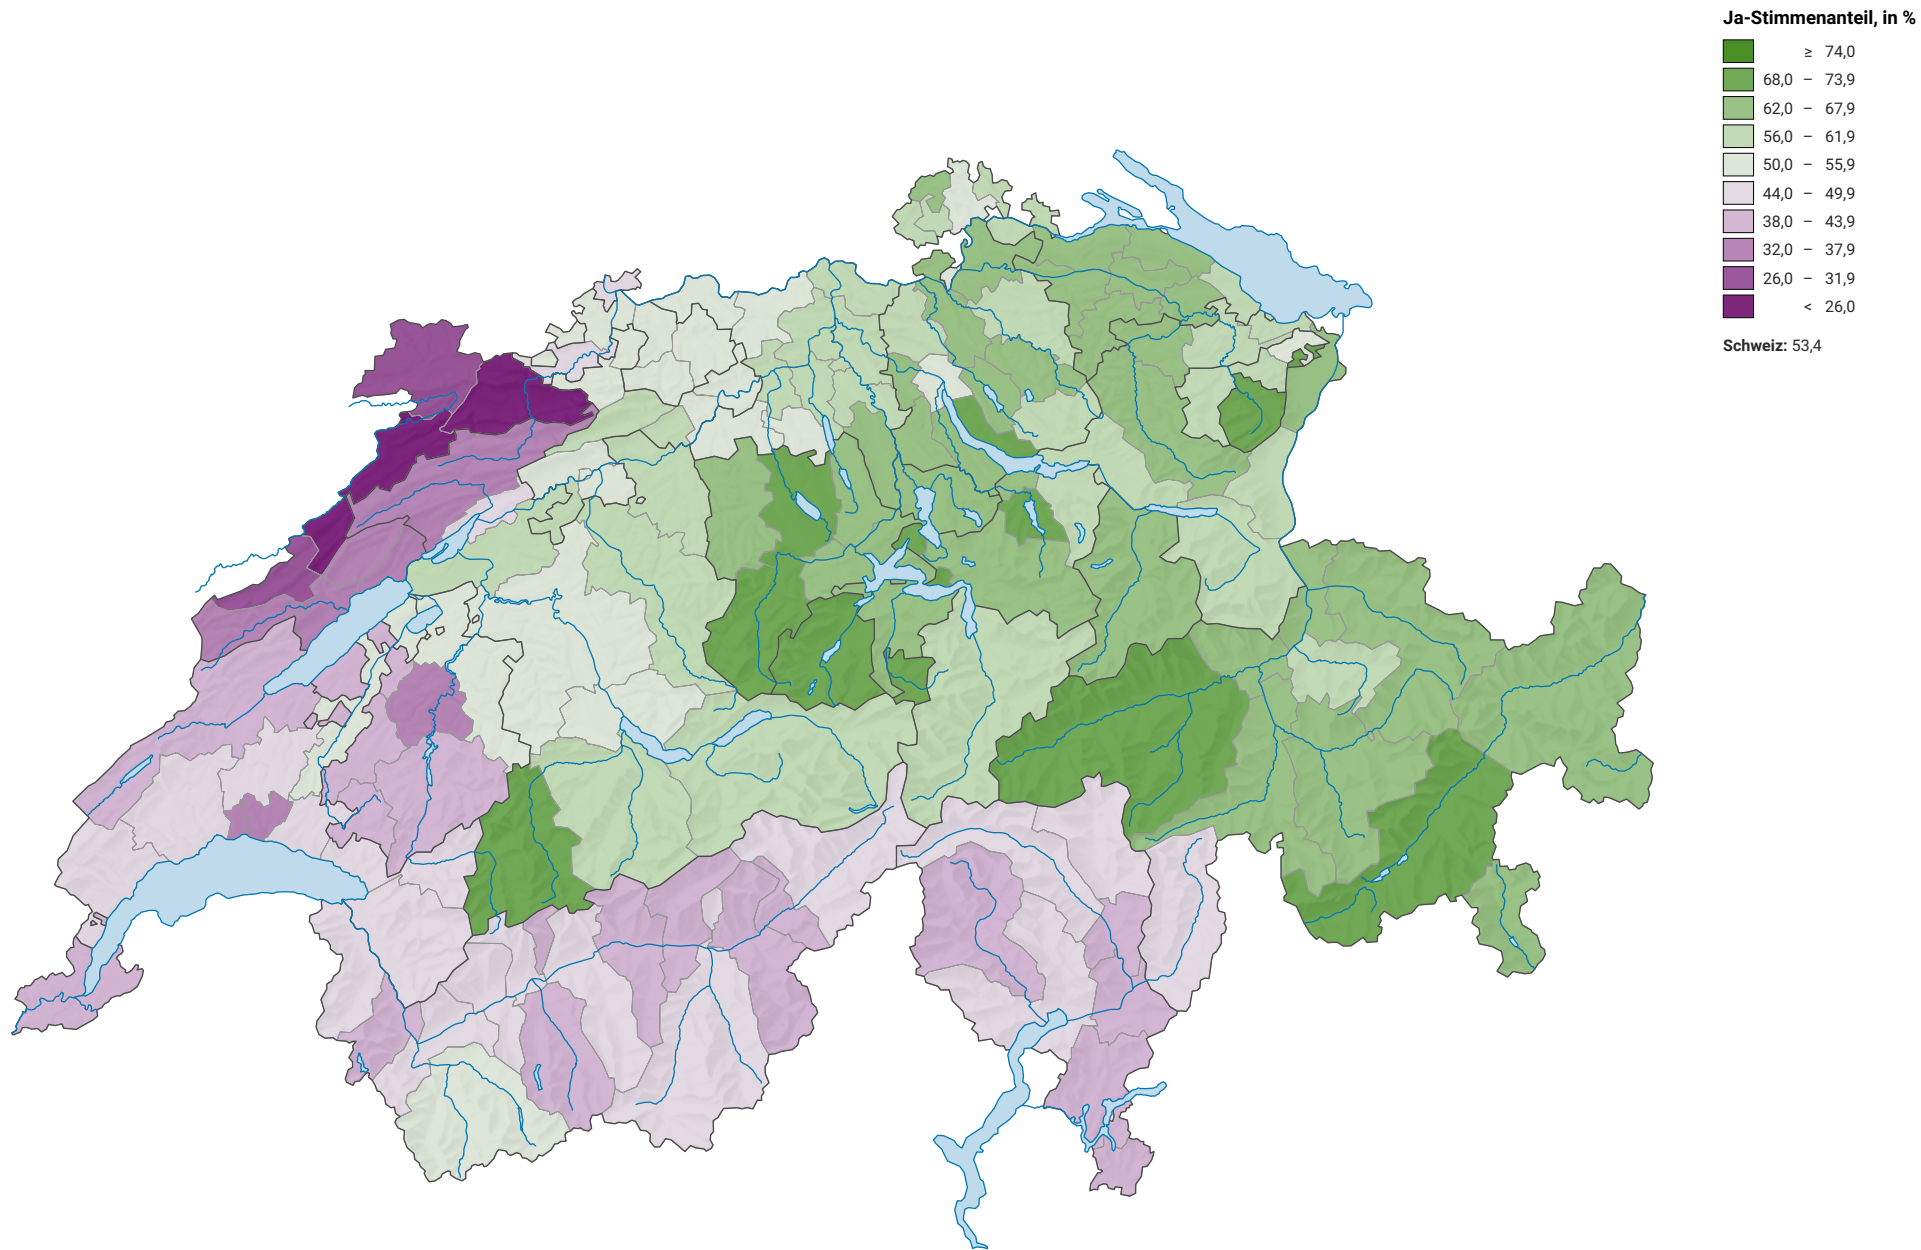 Ja-Stimmenanteil, in %
≥ 74,0
68,0 – 73,9
62,0 – 67,9
56,0 – 61,9
50,0 – 55,9
44,0 – 49,9
38,0 – 43,9
32,0 – 37,9
26,0 – 31,9
< 26,0
Schweiz: 53,4